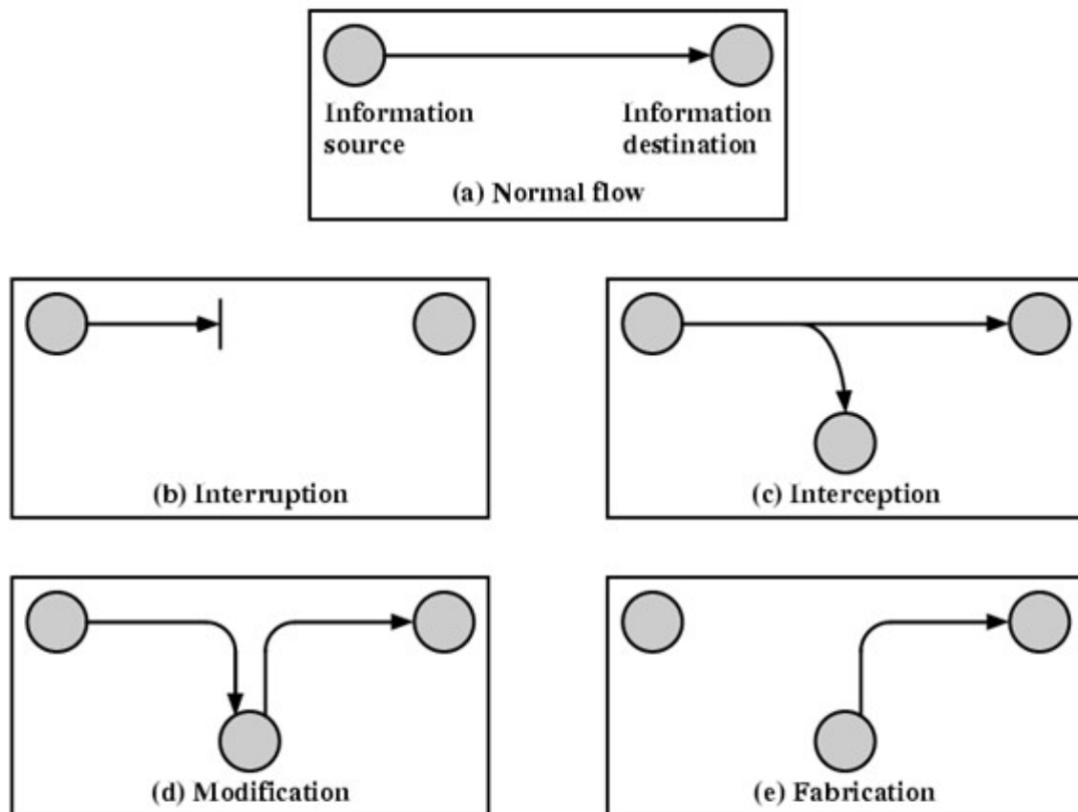 Information
source
Information
destination
(a) Normal flow
(b) Interruption
(c) Interception
(d) Modification
(e) Fabrication